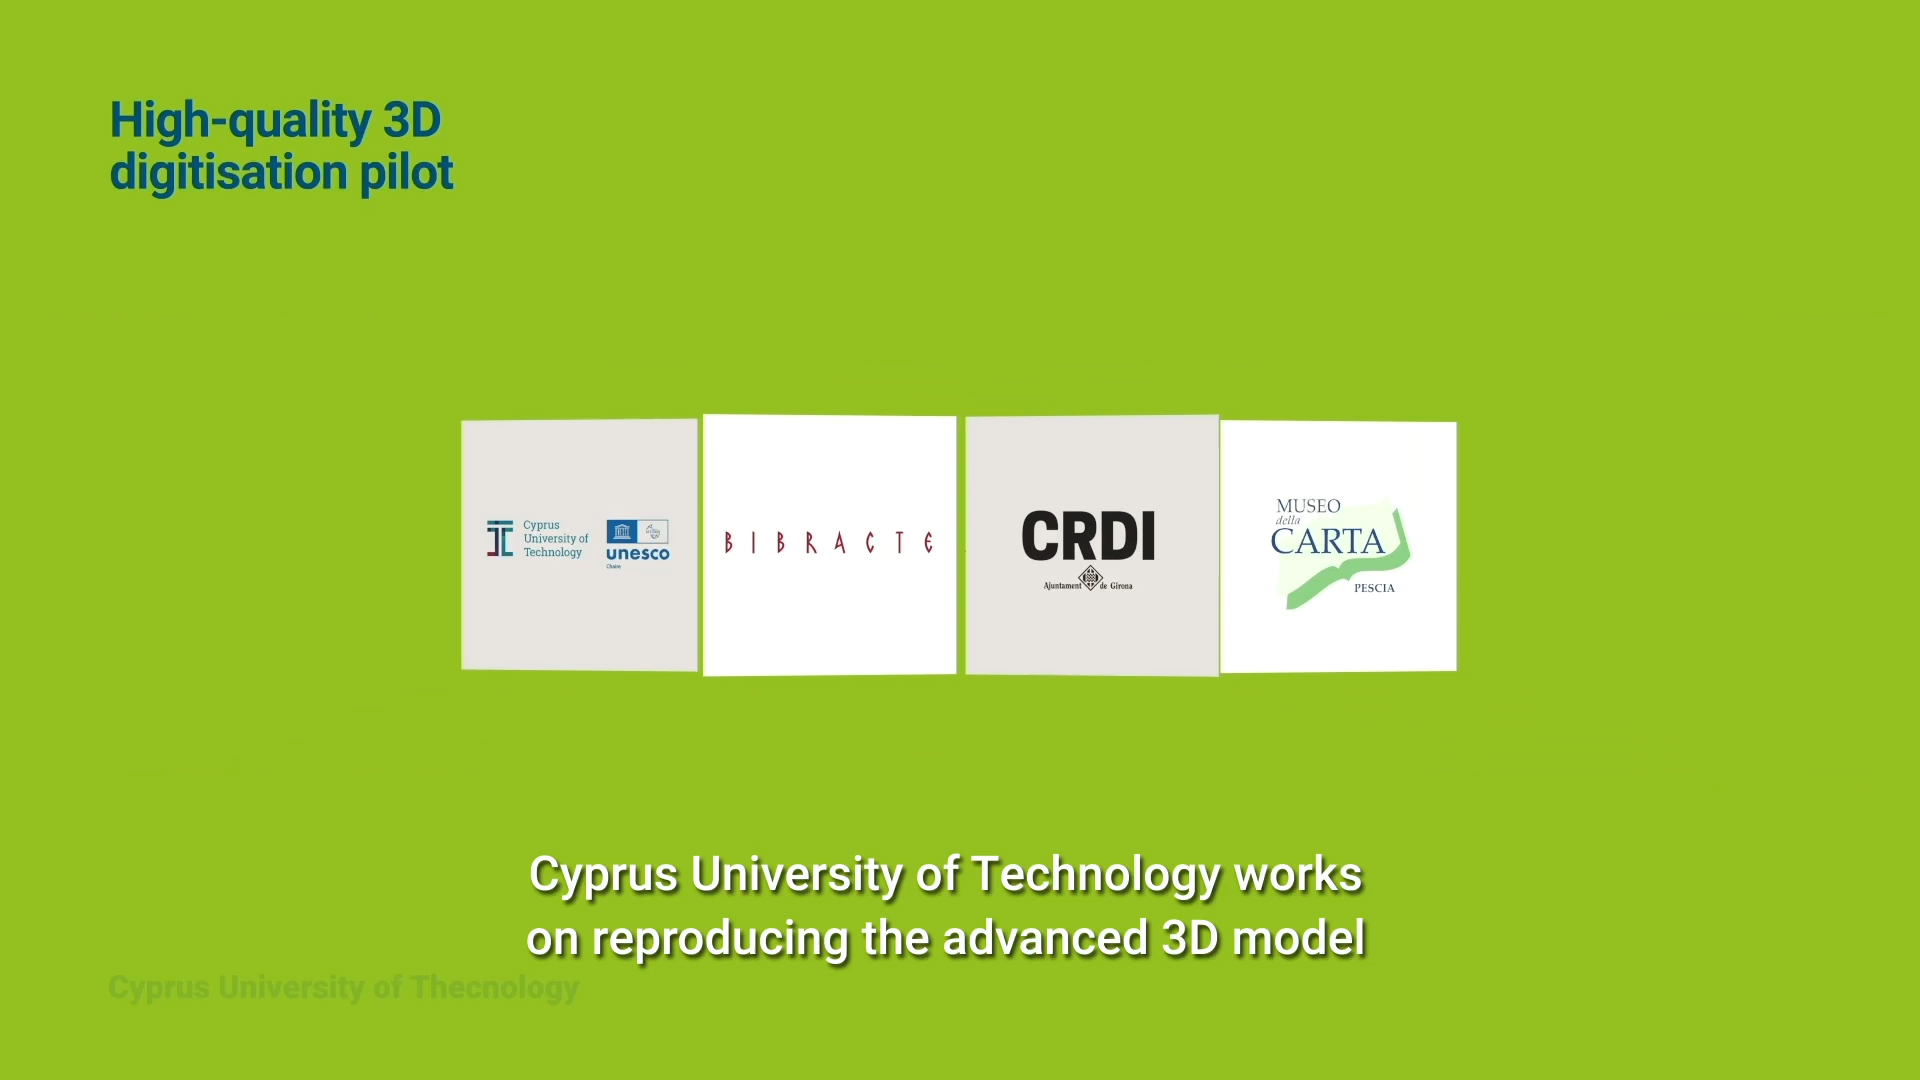 High-quality 3D
digitisation pilot
Cyprus
University of
Technology
unesco
Chaire
BIBRACTE
CRDI
Ajuntament de Girona
MUSEO
della
CARTA
PESCIA
Cyprus University of Technology works
on reproducing the advanced 3D model
Cyprus University of Thecnology